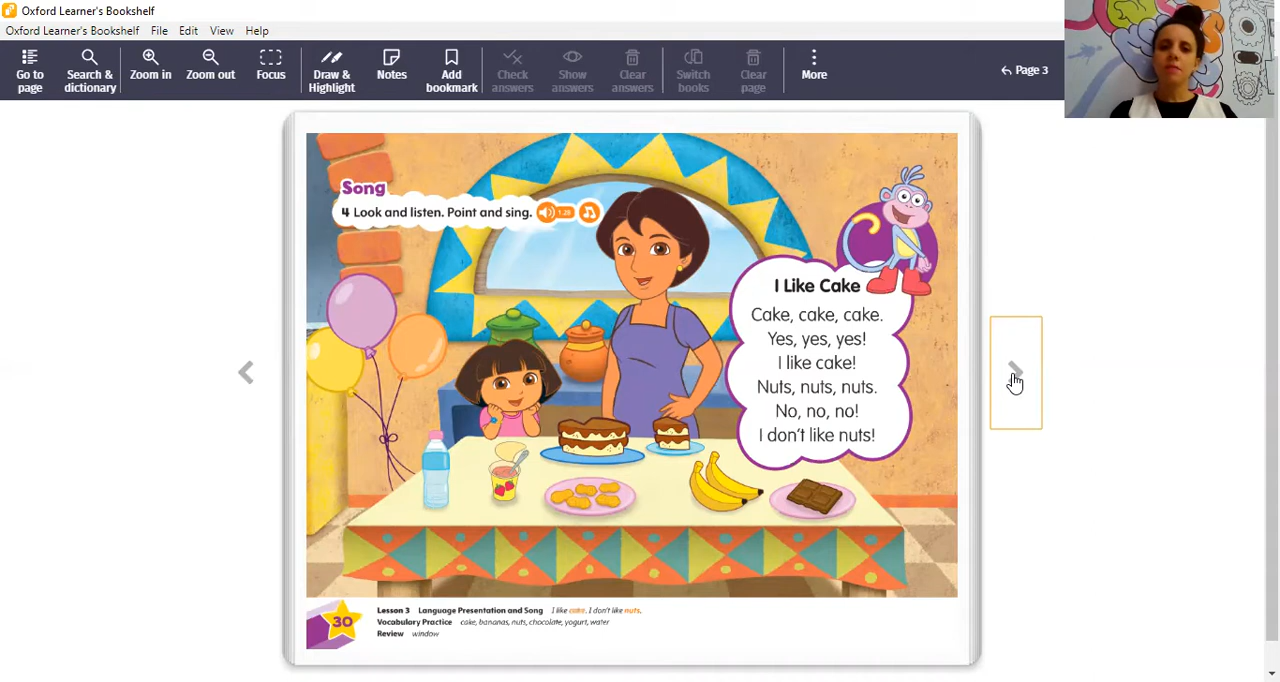 Oxford Learner's Bookshelf
Oxford Learner's Bookshelf File Edit View Help
Go to page
Search & dictionary
Zoom in
Zoom out
Focus
Draw & Highlight
Notes
Add bookmark
Check answers
Show answers
Clear answers
Switch books
Clear page
More
Page 3
Song
4 Look and listen. Point and sing. 1.28
I Like Cake
Cake, cake, cake.
Yes, yes, yes!
I like cake!
Nuts, nuts, nuts.
No, no, no!
I don't like nuts!
30
Lesson 3 Language Presentation and Song I like cake. I don't like nuts.
Vocabulary Practice cake, bananas, nuts, chocolate, yogurt, water
Review window